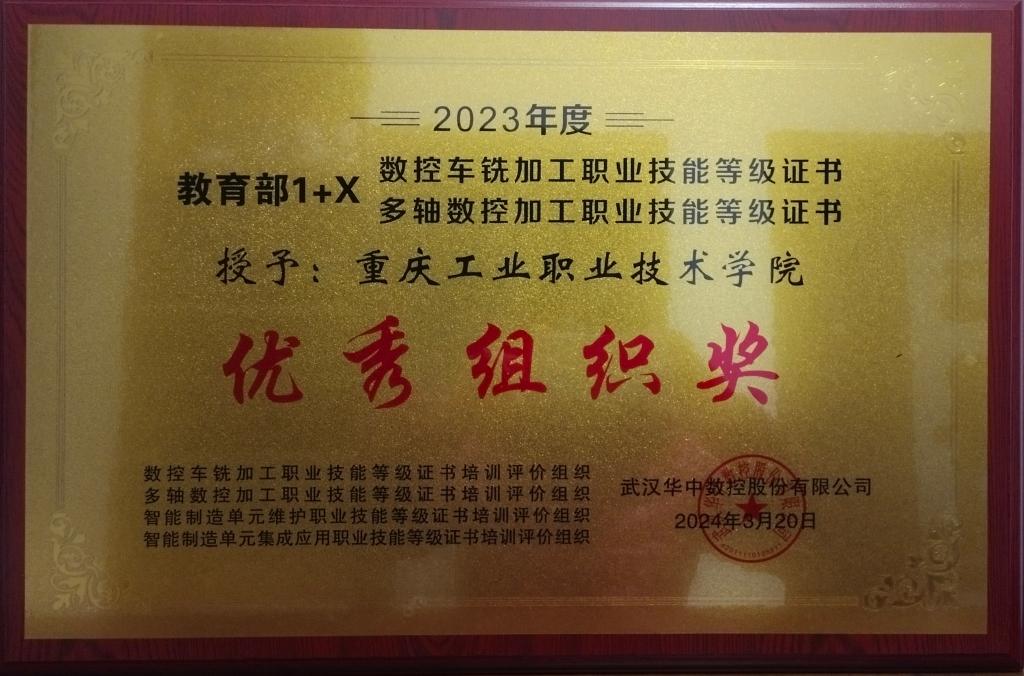 2023年度
教育部1+X
数控车铣加工职业技能等级证书
多轴数控加工职业技能等级证书
授予：重庆工业职业技术学院
优秀组织奖
数控车铣加工职业技能等级证书培训评价组织
多轴数控加工职业技能等级证书培训评价组织
智能制造单元维护职业技能等级证书培训评价组织
智能制造单元集成应用职业技能等级证书培训评价组织
武汉华中数控股份有限公司
2024年3月20日